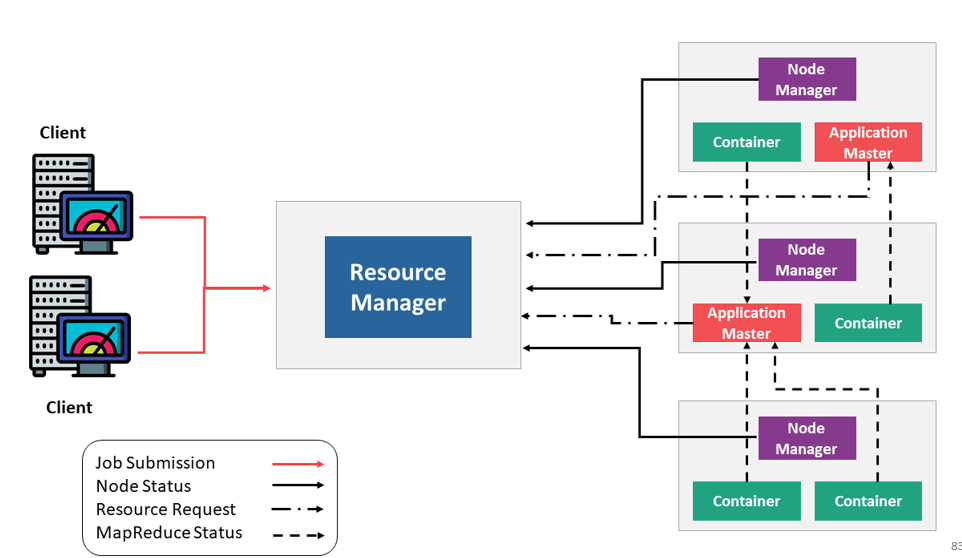 Client
Client
Resource
Manager
Node
Manager
Container
Application
Master
Node
Manager
Application
Master
Container
Node
Manager
Container
Container
Job Submission
Node Status
Resource Request
MapReduce Status
83